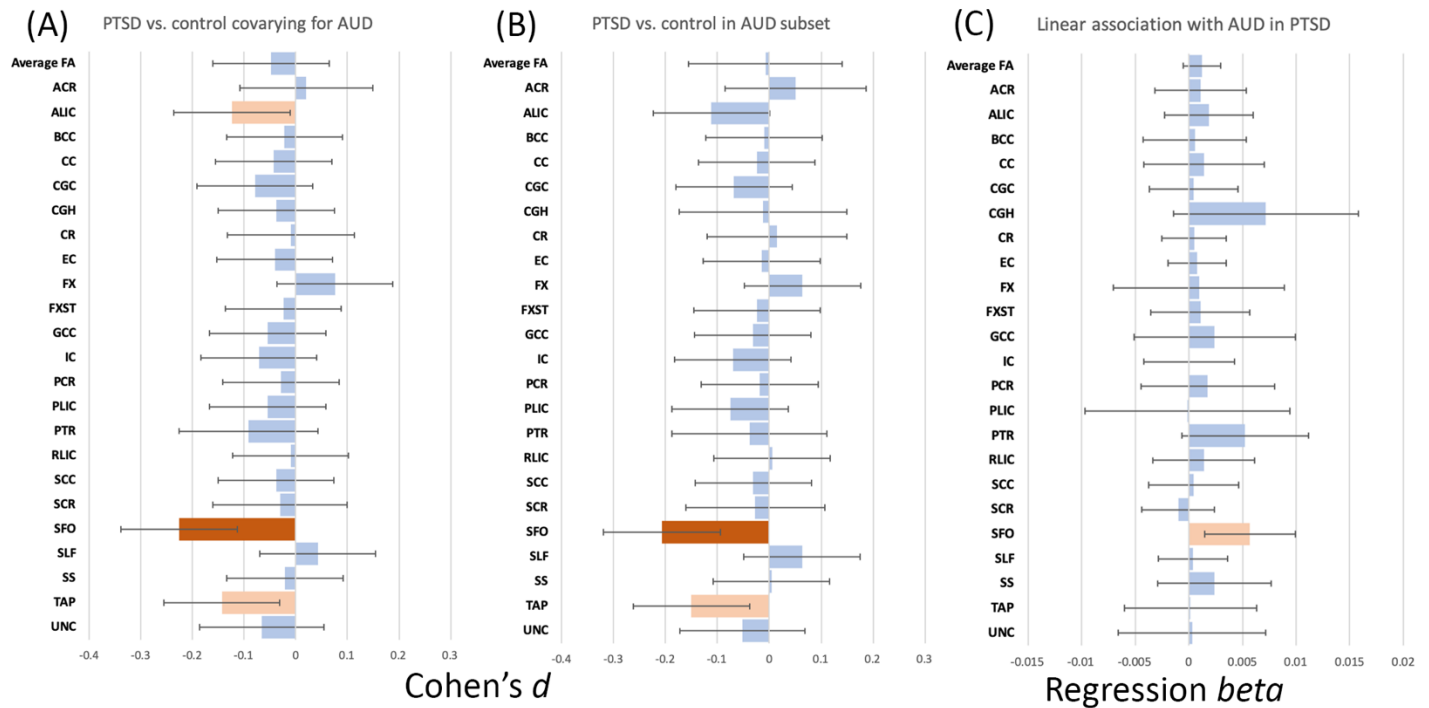 (A) PTSD vs. control covarying for AUD
Average FA
ACR
ALIC
BCC
CC
CGC
CGH
CR
EC
FX
FXST
GCC
IC
PCR
PLIC
PTR
RLIC
SCC
SCR
SFO
SLF
SS
TAP
UNC
-0.4 -0.3 -0.2 -0.1 0 0.1 0.2 0.3
(B) PTSD vs. control in AUD subset
Average FA
ACR
ALIC
BCC
CC
CGC
CGH
CR
EC
FX
FXST
GCC
IC
PCR
PLIC
PTR
RLIC
SCC
SCR
SFO
SLF
SS
TAP
UNC
-0.4 -0.3 -0.2 -0.1 0 0.1 0.2 0.3
Cohen's d
(C) Linear association with AUD in PTSD
Average FA
ACR
ALIC
BCC
CC
CGC
CGH
CR
EC
FX
FXST
GCC
IC
PCR
PLIC
PTR
RLIC
SCC
SCR
SFO
SLF
SS
TAP
UNC
-0.015 -0.01 -0.005 0 0.005 0.01 0.015 0.02
Regression beta